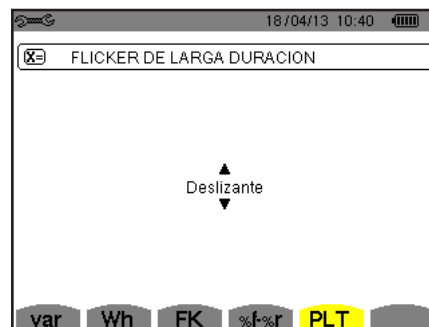 18/04/13 10:40
X= FLICKER DE LARGA DURACION
Deslizante
var Wh FK %f-%r PLT